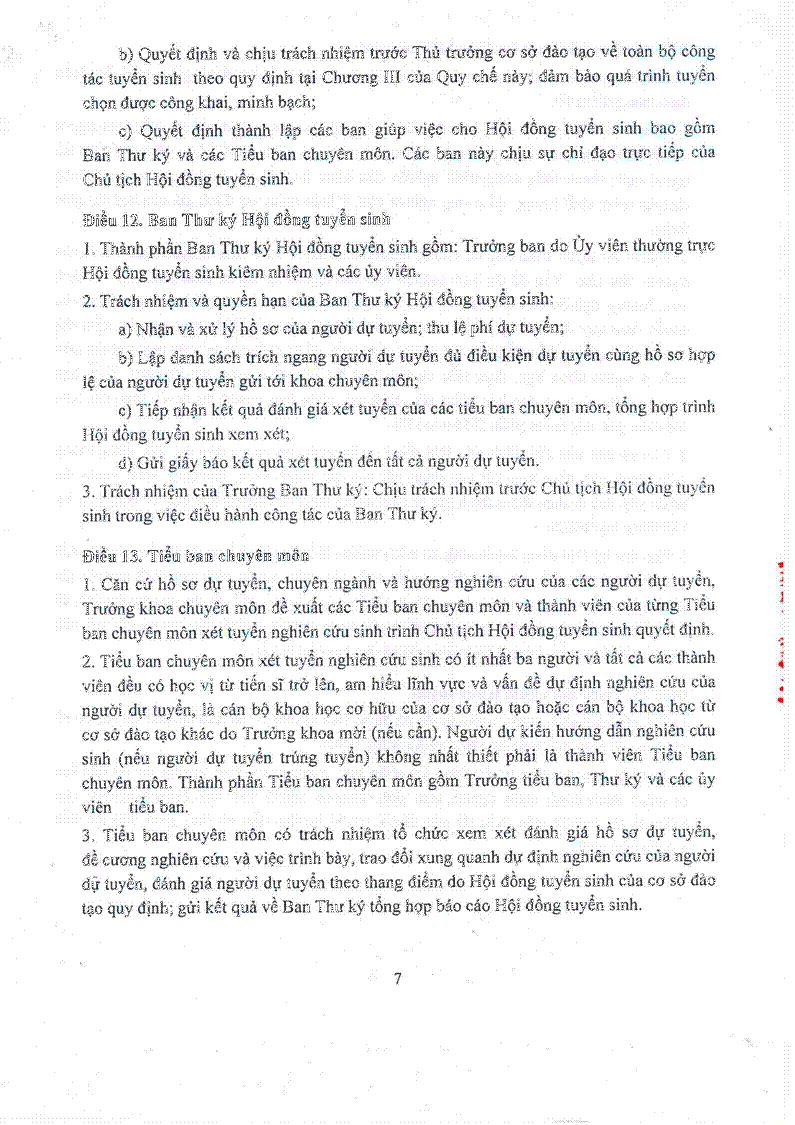 b) Quyết định và chịu trách nhiệm trước Thủ trưởng cơ sở đào tạo về toàn bộ công
tác tuyển sinh theo quy định tại Chương III của Quy chế này; đảm bảo quá trình tuyển
chọn được công khai, minh bạch;
c) Quyết định thành lập các ban giúp việc cho Hội đồng tuyển sinh bao gồm
Ban Thư ký và các Tiểu ban chuyên môn. Các ban này chịu sự chỉ đạo trực tiếp của
Chủ tịch Hội đồng tuyển sinh.
Điều 12. Ban Thư ký Hội đồng tuyển sinh
1. Thành phần Ban Thư ký Hội đồng tuyển sinh gồm: Trưởng ban do Ủy viên thường trực
Hội đồng tuyển sinh kiêm nhiệm và các ủy viên.
2. Trách nhiệm và quyền hạn của Ban Thư ký Hội đồng tuyển sinh:
a) Nhận và xử lý hồ sơ của người dự tuyển; thu lệ phí dự tuyển;
b) Lập danh sách trích ngang người dự tuyển đủ điều kiện dự tuyển cùng hồ sơ hợp
lệ của người dự tuyển gửi tới khoa chuyên môn;
c) Tiếp nhận kết quả đánh giá xét tuyển của các tiểu ban chuyên môn, tổng hợp trình
Hội đồng tuyển sinh xem xét;
d) Gửi giấy báo kết quả xét tuyển đến tất cả người dự tuyển.
3. Trách nhiệm của Trưởng Ban Thư ký: Chịu trách nhiệm trước Chủ tịch Hội đồng tuyển
sinh trong việc điều hành công tác của Ban Thư ký.
Điều 13. Tiểu ban chuyên môn
1. Căn cứ hồ sơ dự tuyển, chuyên ngành và hướng nghiên cứu của các người dự tuyển,
Trưởng khoa chuyên môn đề xuất các Tiểu ban chuyên môn và thành viên của từng Tiểu
ban chuyên môn xét tuyển nghiên cứu sinh trình Chủ tịch Hội đồng tuyển sinh quyết định.
2. Tiểu ban chuyên môn xét tuyển nghiên cứu sinh có ít nhất ba người và tất cả các thành
viên đều có học vị từ tiến sĩ trở lên, am hiểu lĩnh vực và vấn đề dự định nghiên cứu của
người dự tuyển, là cán bộ khoa học cơ hữu của cơ sở đào tạo hoặc cán bộ khoa học từ
cơ sở đào tạo khác do Trưởng khoa mời (nếu cần). Người dự kiến hướng dẫn nghiên cứu
sinh (nếu người dự tuyển trúng tuyển) không nhất thiết phải là thành viên Tiểu ban
chuyên môn. Thành phần Tiểu ban chuyên môn gồm Trưởng tiểu ban, Thư ký và các ủy
viên tiểu ban.
3. Tiểu ban chuyên môn có trách nhiệm tổ chức xem xét đánh giá hồ sơ dự tuyển,
đề cương nghiên cứu và việc trình bày, trao đổi xung quanh dự định nghiên cứu của người
dự tuyển, đánh giá người dự tuyển theo thang điểm do Hội đồng tuyển sinh của cơ sở đào
tạo quy định; gửi kết quả về Ban Thư ký tổng hợp báo cáo Hội đồng tuyển sinh.
7